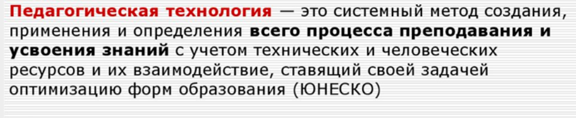 Педагогическая технология — это системный метод создания,
применения и определения всего процесса преподавания и
усвоения знаний с учетом технических и человеческих
ресурсов и их взаимодействие, ставящий своей задачей
оптимизацию форм образования (ЮНЕСКО)